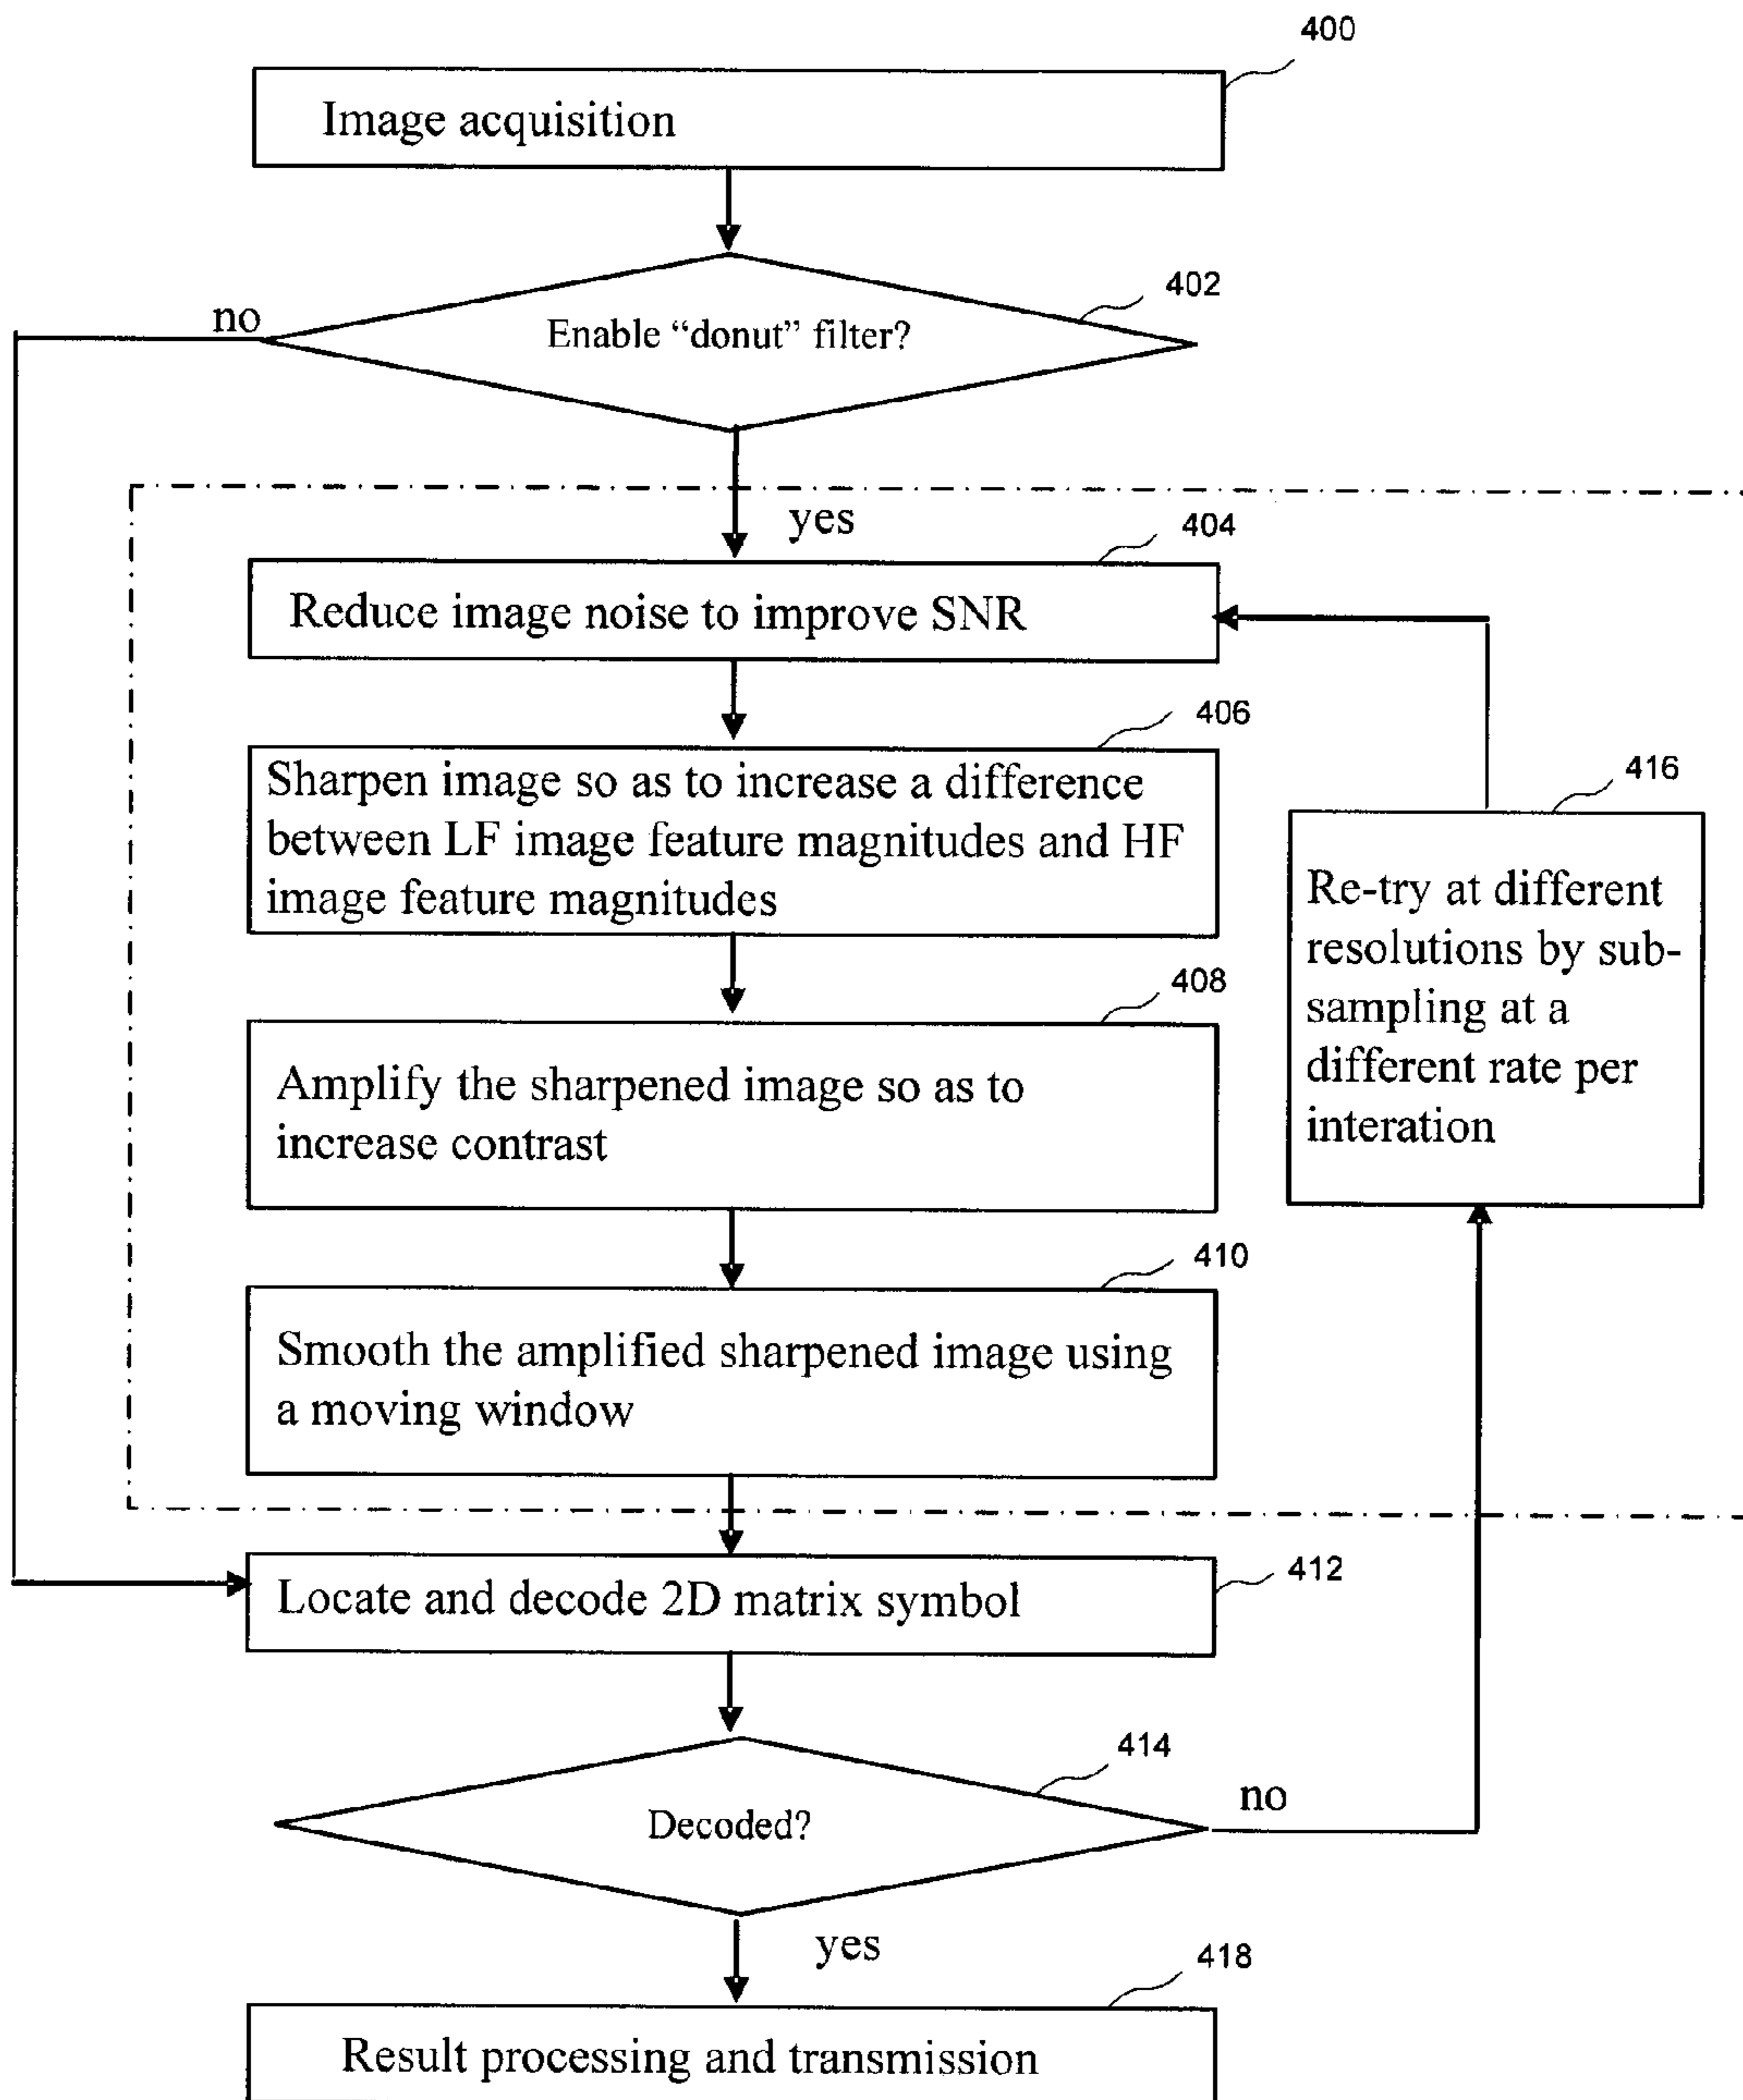 400
Image acquisition
402
no
Enable “donut” filter?
yes
404
Reduce image noise to improve SNR
406
Sharpen image so as to increase a difference
between LF image feature magnitudes and HF
image feature magnitudes
416
Re-try at different
resolutions by sub-
sampling at a
different rate per
interation
408
Amplify the sharpened image so as to
increase contrast
410
Smooth the amplified sharpened image using
a moving window
Locate and decode 2D matrix symbol
412
414
Decoded?
no
yes
418
Result processing and transmission